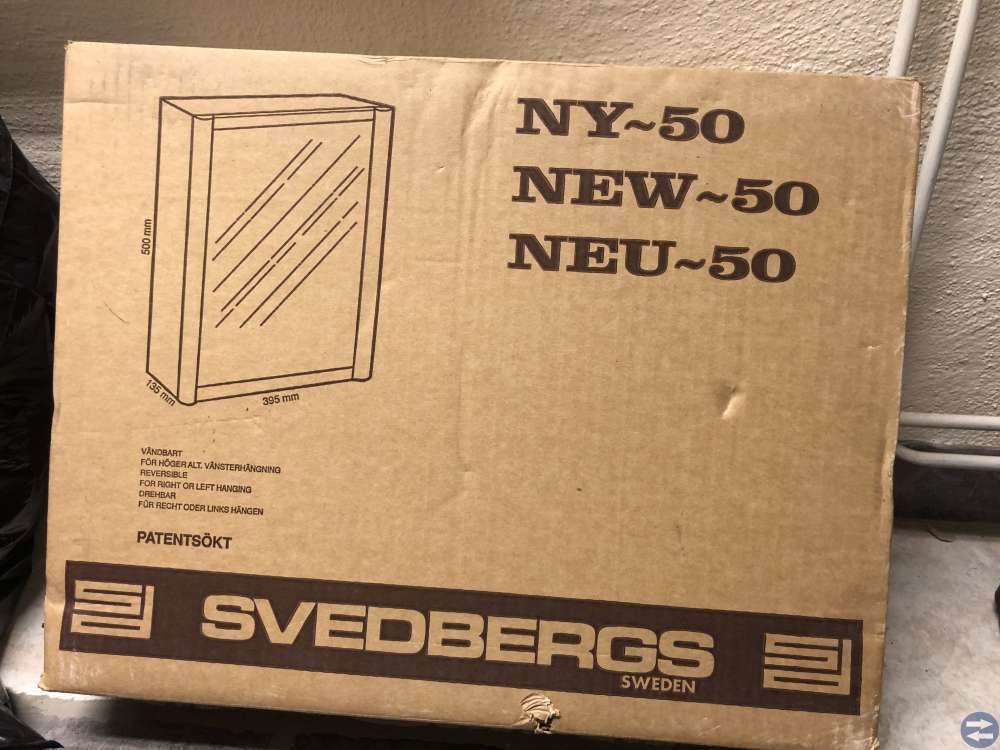 NY~50
NEW~50
NEU~50
500 mm
135 mm
395 mm
VÄNDBART
FÖR HÖGER ALT. VÄNSTERHÄNGNING
REVERSIBLE
FOR RIGHT OR LEFT HANGING
DREHBAR
FÜR RECHT ODER LINKS HÄNGEN
PATENTSÖKT
SVEDBERGS
SWEDEN